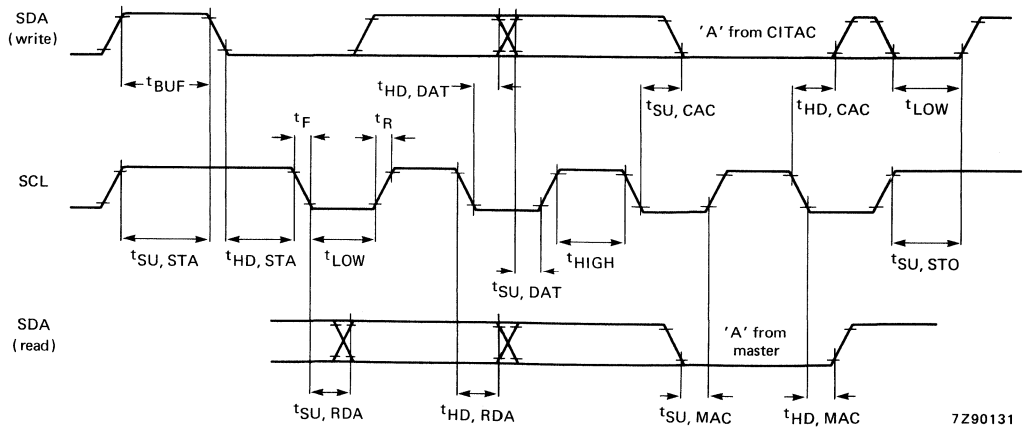 SDA
(write)
'A' from CITAC
tBUF
tHD, DAT
tSU, CAC
tHD, CAC
tLOW
tF
tR
SCL
tSU, STA
tHD, STA
tLOW
tHIGH
tSU, STO
tSU, DAT
SDA
(read)
'A' from
master
tSU, RDA
tHD, RDA
tSU, MAC
tHD, MAC
7Z90131